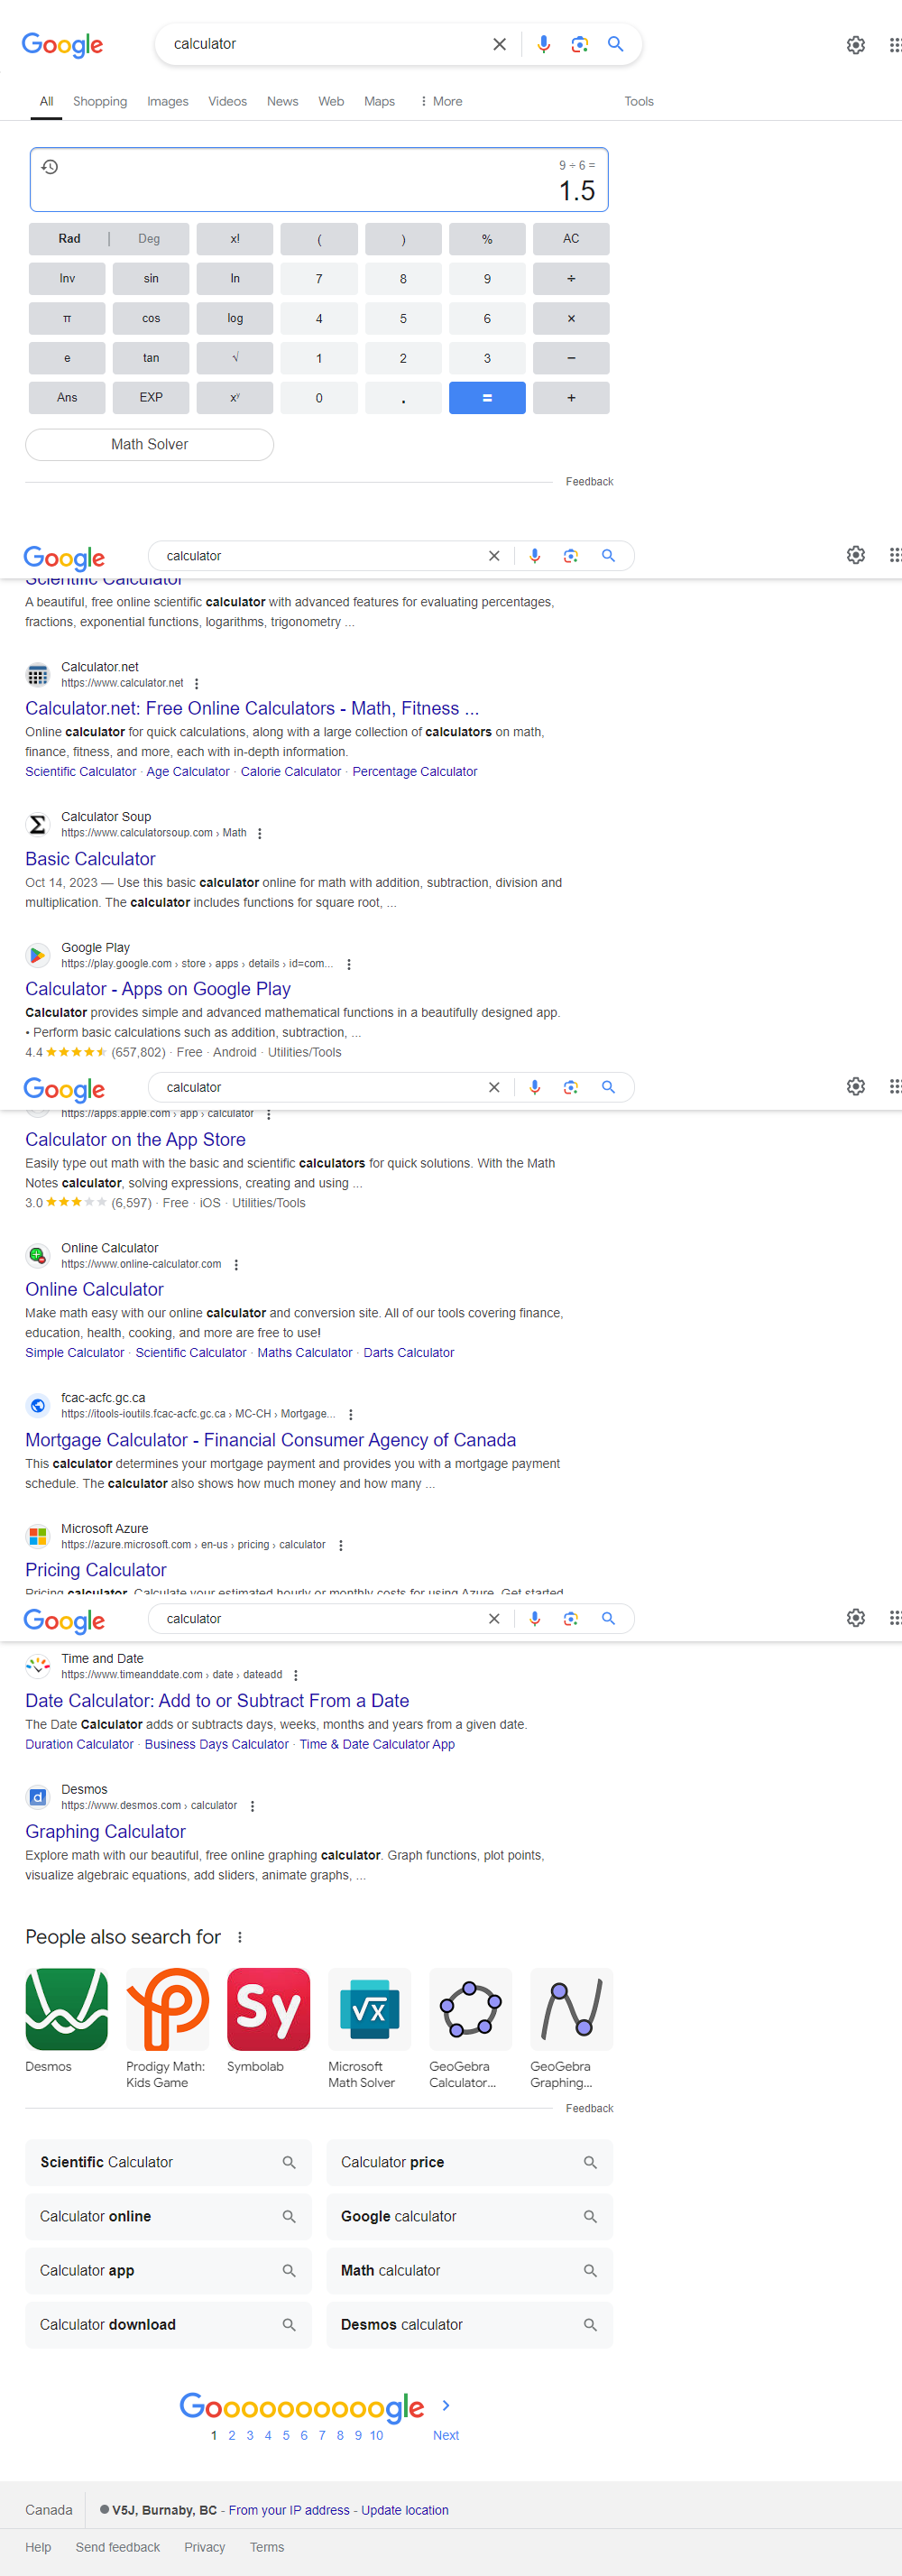 Google
calculator
All Shopping Images Videos News Web Maps More Tools
9 ÷ 6 =
1.5
Rad | Deg x! ( ) % AC
Inv sin ln 7 8 9 ÷
π cos log 4 5 6 ×
e tan √ 1 2 3 −
Ans EXP xʸ 0 . = +
Math Solver
Feedback
Google
calculator
Scientific Calculator
A beautiful, free online scientific calculator with advanced features for evaluating percentages,
fractions, exponential functions, logarithms, trigonometry ...
Calculator.net
https://www.calculator.net
Calculator.net: Free Online Calculators - Math, Fitness ...
Online calculator for quick calculations, along with a large collection of calculators on math,
finance, fitness, and more, each with in-depth information.
Scientific Calculator · Age Calculator · Calorie Calculator · Percentage Calculator
Σ
Calculator Soup
https://www.calculatorsoup.com › Math
Basic Calculator
Oct 14, 2023 — Use this basic calculator online for math with addition, subtraction, division and
multiplication. The calculator includes functions for square root, ...
Google Play
https://play.google.com › store › apps › details › id=com...
Calculator - Apps on Google Play
Calculator provides simple and advanced mathematical functions in a beautifully designed app.
• Perform basic calculations such as addition, subtraction, ...
4.4 (657,802) · Free · Android · Utilities/Tools
Google
calculator
https://apps.apple.com › app › calculator
Calculator on the App Store
Easily type out math with the basic and scientific calculators for quick solutions. With the Math
Notes calculator, solving expressions, creating and using ...
3.0 (6,597) · Free · iOS · Utilities/Tools
Online Calculator
https://www.online-calculator.com
Online Calculator
Make math easy with our online calculator and conversion site. All of our tools covering finance,
education, health, cooking, and more are free to use!
Simple Calculator · Scientific Calculator · Maths Calculator · Darts Calculator
fcac-acfc.gc.ca
https://itools-ioutils.fcac-acfc.gc.ca › MC-CH › Mortgage...
Mortgage Calculator - Financial Consumer Agency of Canada
This calculator determines your mortgage payment and provides you with a mortgage payment
schedule. The calculator also shows how much money and how many ...
Microsoft Azure
https://azure.microsoft.com › en-us › pricing › calculator
Pricing Calculator
Pricing calculator. Calculate your estimated hourly or monthly costs for using Azure. Get started
Google
calculator
Time and Date
https://www.timeanddate.com › date › dateadd
Date Calculator: Add to or Subtract From a Date
The Date Calculator adds or subtracts days, weeks, months and years from a given date.
Duration Calculator · Business Days Calculator · Time & Date Calculator App
d
Desmos
https://www.desmos.com › calculator
Graphing Calculator
Explore math with our beautiful, free online graphing calculator. Graph functions, plot points,
visualize algebraic equations, add sliders, animate graphs, ...
People also search for
Sy
√x
Desmos
Prodigy Math:
Kids Game
Symbolab
Microsoft
Math Solver
GeoGebra
Calculator...
GeoGebra
Graphing...
Feedback
Scientific Calculator
Calculator price
Calculator online
Google calculator
Calculator app
Math calculator
Calculator download
Desmos calculator
Goooooooooogle
1 2 3 4 5 6 7 8 9 10 Next
Canada
V5J, Burnaby, BC - From your IP address - Update location
Help Send feedback Privacy Terms